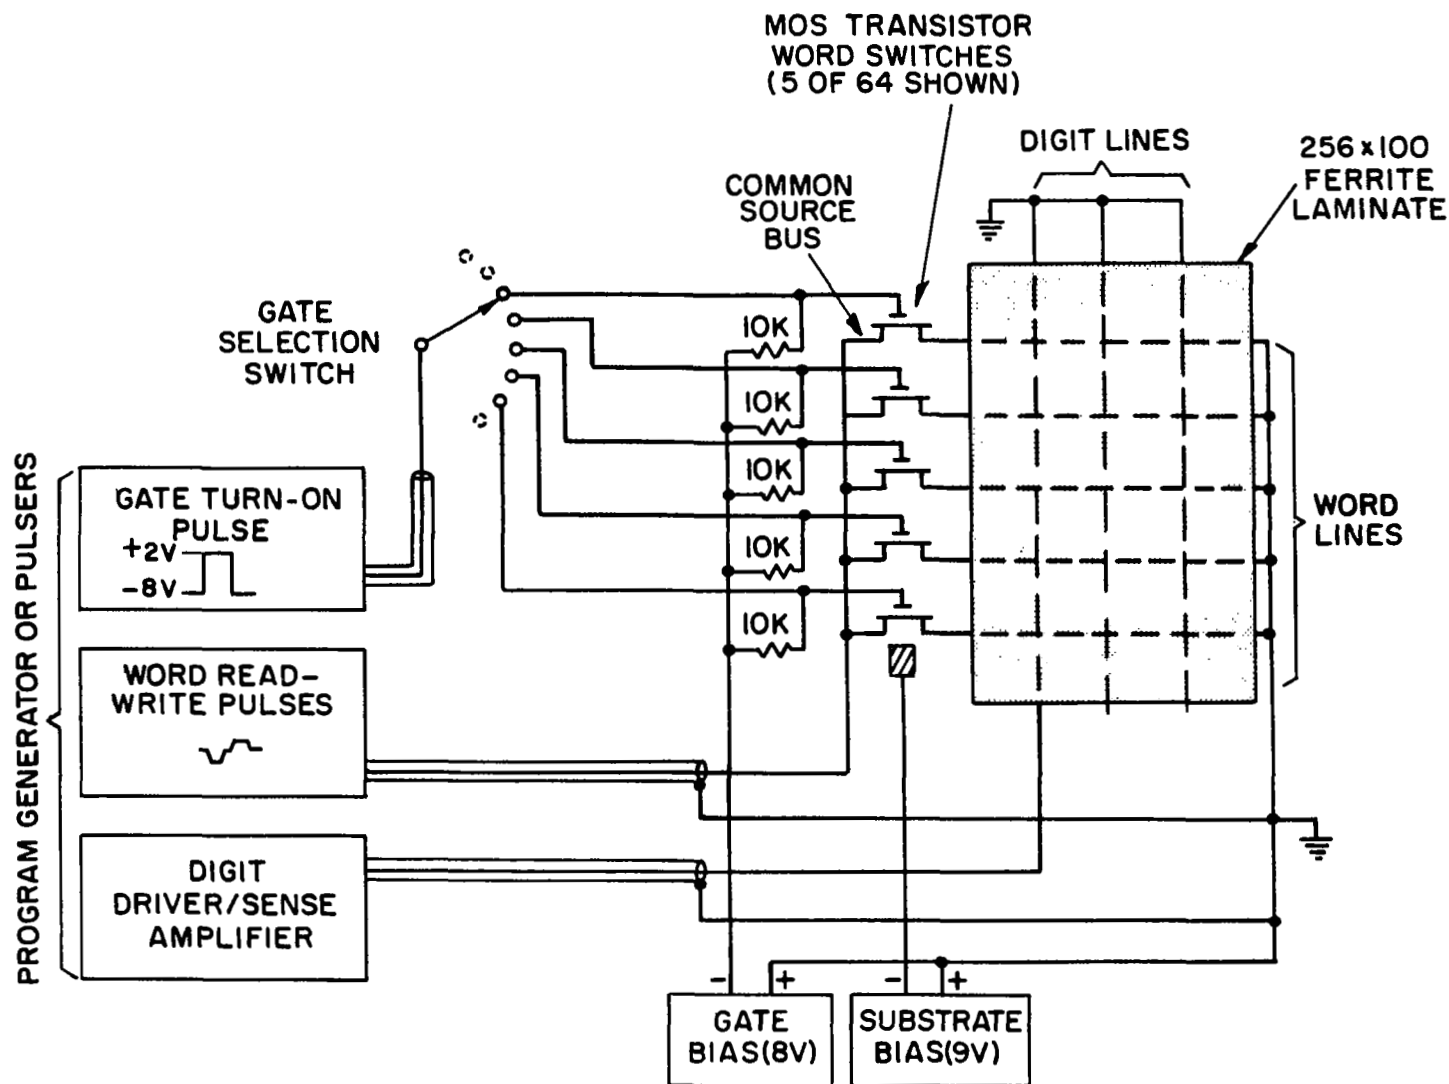 MOS TRANSISTOR
WORD SWITCHES
(5 OF 64 SHOWN)
DIGIT LINES
256x100
FERRITE
LAMINATE
COMMON
SOURCE
BUS
GATE
SELECTION
SWITCH
10K
10K
10K
10K
10K
WORD
LINES
PROGRAM GENERATOR OR PULSERS
GATE TURN-ON
PULSE
+2V
-8V
WORD READ-
WRITE PULSES
DIGIT
DRIVER/SENSE
AMPLIFIER
- +
- +
GATE
BIAS(8V)
SUBSTRATE
BIAS(9V)